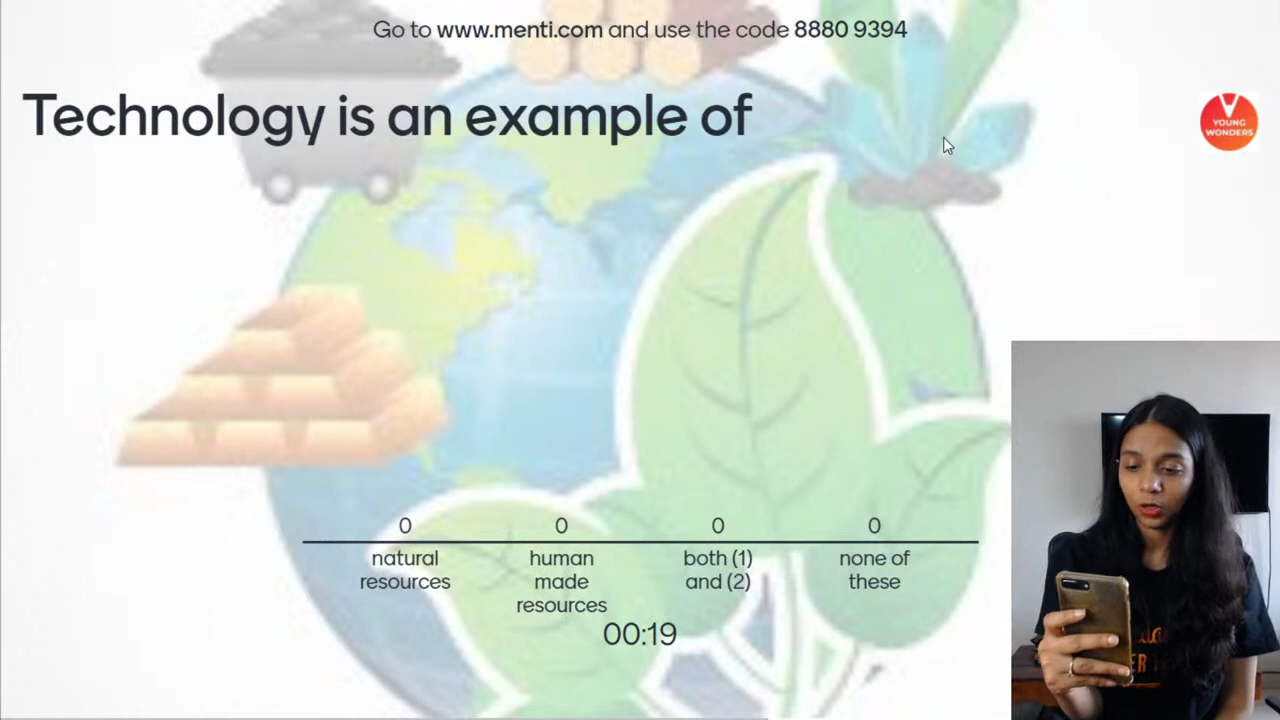 Go to www.menti.com and use the code 8880 9394
Technology is an example of
V
YOUNG
WONDERS
0
natural
resources
0
human
made
resources
0
both (1)
and (2)
0
none of
these
00:19